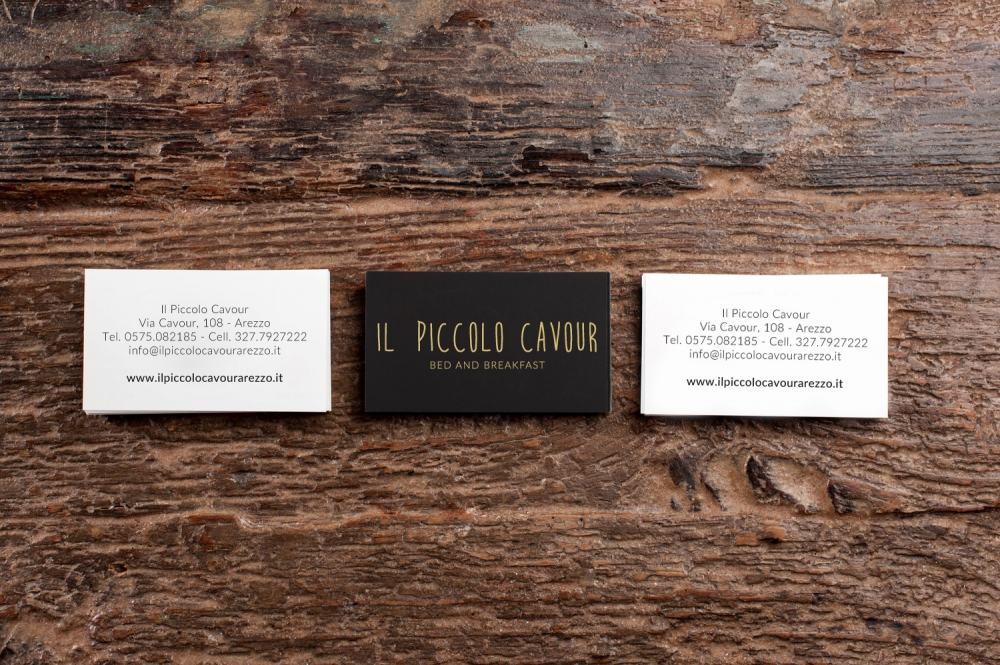 Il Piccolo Cavour
Via Cavour, 108 - Arezzo
Tel. 0575.082185 - Cell. 327.7927222
info@ilpiccolocavourarezzo.it
www.ilpiccolocavourarezzo.it
IL PICCOLO CAVOUR
BED AND BREAKFAST
Il Piccolo Cavour
Via Cavour, 108 - Arezzo
Tel. 0575.082185 - Cell. 327.7927222
info@ilpiccolocavourarezzo.it
www.ilpiccolocavourarezzo.it